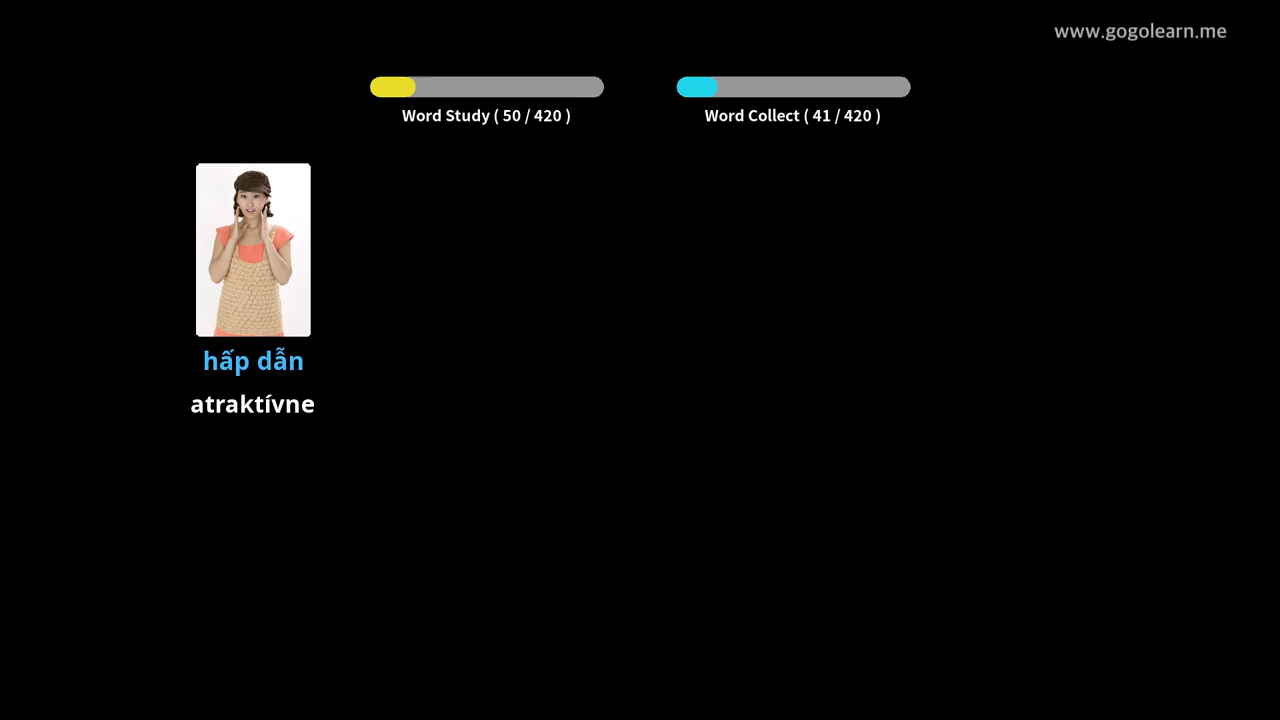 www.gogolearn.me
Word Study ( 50 / 420 )
Word Collect ( 41 / 420 )
hấp dẫn
atraktívne